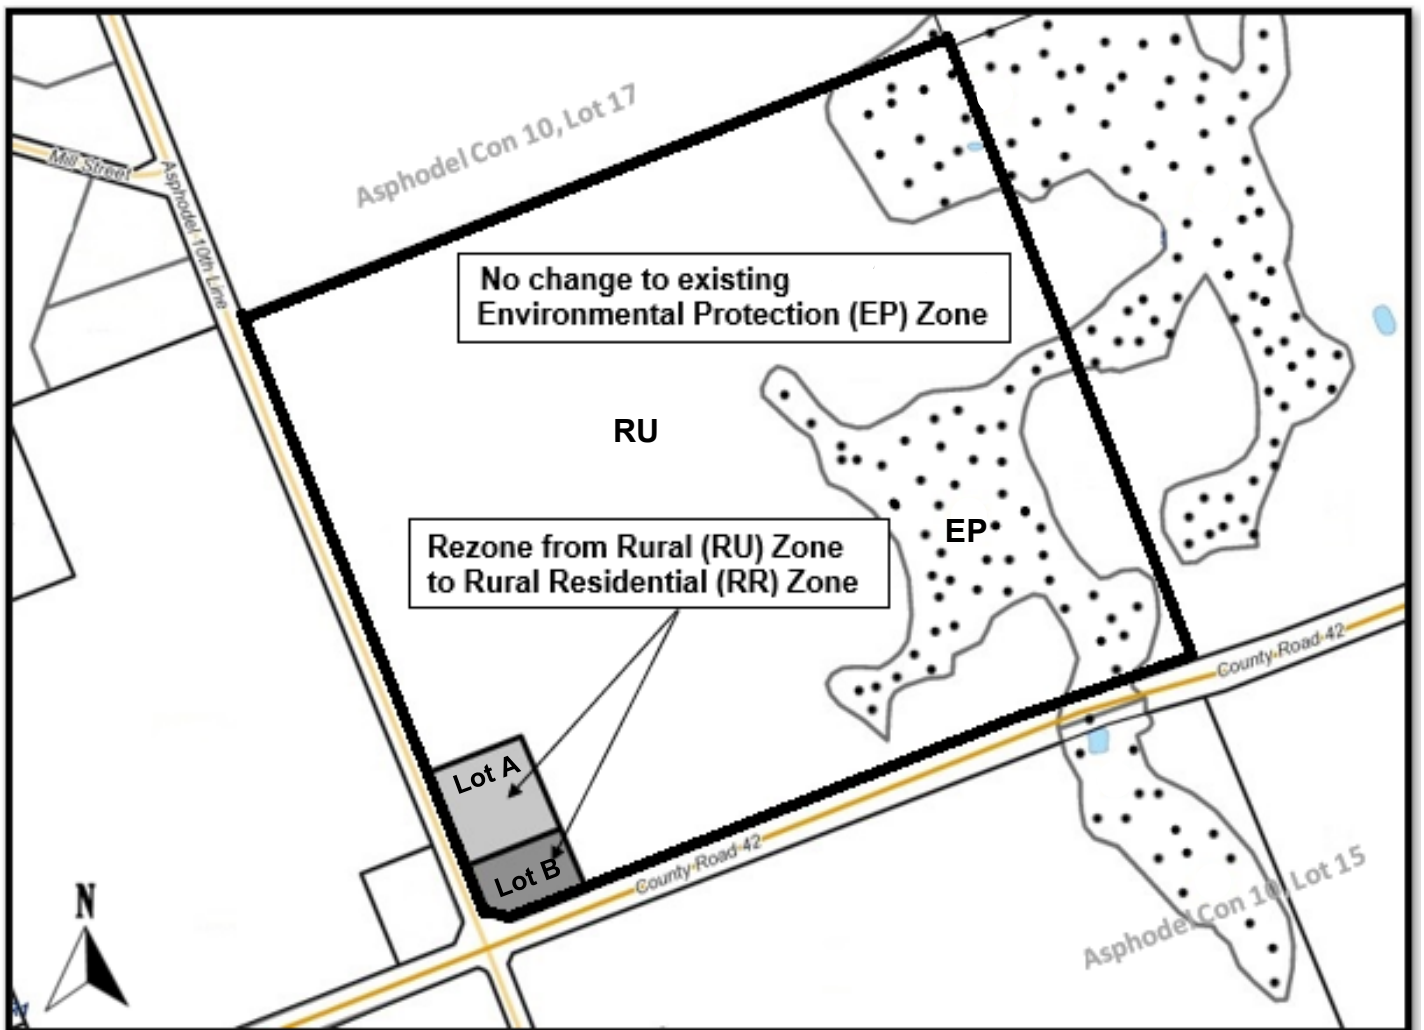 Asphodel Con 10, Lot 17
Mill Street
Asphodel 10th Line
No change to existing
Environmental Protection (EP) Zone
RU
EP
Rezone from Rural (RU) Zone
to Rural Residential (RR) Zone
County Road 42
Lot A
Lot B
County Road 42
Asphodel Con 10, Lot 15
N